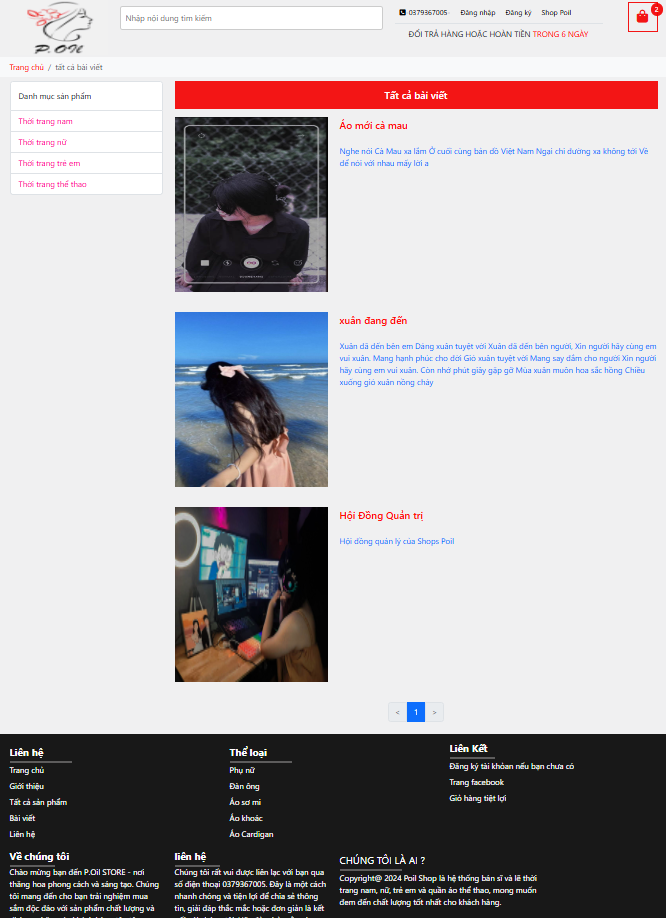 P.Oil
Nhập nội dung tìm kiếm
0379367005 Đăng nhập Đăng ký Shop Poil
ĐỔI TRẢ HÀNG HOẶC HOÀN TIỀN TRONG 6 NGÀY
2
Trang chủ / tất cả bài viết
Danh mục sản phẩm
Thời trang nam
Thời trang nữ
Thời trang trẻ em
Thời trang thể thao
Tất cả bài viết
Áo mới cà mau
Nghe nói Cà Mau xa lắm Ở cuối cùng bản đồ Việt Nam Ngại chi đường xa không tới Về
để nói với nhau mấy lời a
xuân đang đến
Xuân đã đến bên em Dáng xuân tuyệt vời Xuân đã đến bên người, Xin người hãy cùng em
vui xuân. Mang hạnh phúc cho đời Gió xuân tuyệt vời Mang say đắm cho người Xin người
hãy cùng em vui xuân. Còn nhớ phút giây gặp gỡ Mùa xuân muôn hoa sắc hồng Chiều
xuống gió xuân nồng cháy
Hội Đồng Quản trị
Hội đồng quản lý của Shops Poil
< 1 >
Liên hệ
Trang chủ
Giới thiệu
Tất cả sản phẩm
Bài viết
Liên hệ
Thể loại
Phụ nữ
Đàn ông
Áo sơ mi
Áo khoác
Áo Cardigan
Liên Kết
Đăng ký tài khỏan nếu bạn chưa có
Trang facebook
Giỏ hàng tiệt lợi
Về chúng tôi
Chào mừng bạn đến P.Oil STORE - nơi
thăng hoa phong cách và sáng tạo. Chúng
tôi mang đến cho bạn trải nghiệm mua
sắm độc đáo với sản phẩm chất lượng và
liên hệ
Chúng tôi rất vui được liên lạc với bạn qua
số điện thoại 0379367005. Đây là một cách
nhanh chóng và tiện lợi để chia sẻ thông
tin, giải đáp thắc mắc hoặc đơn giản là kết
CHÚNG TÔI LÀ AI ?
Copyright@ 2024 Poil Shop là hệ thống bán sỉ và lẽ thời
trang nam, nữ, trẻ em và quần áo thể thao, mong muốn
đem đến chất lượng tốt nhất cho khách hàng.